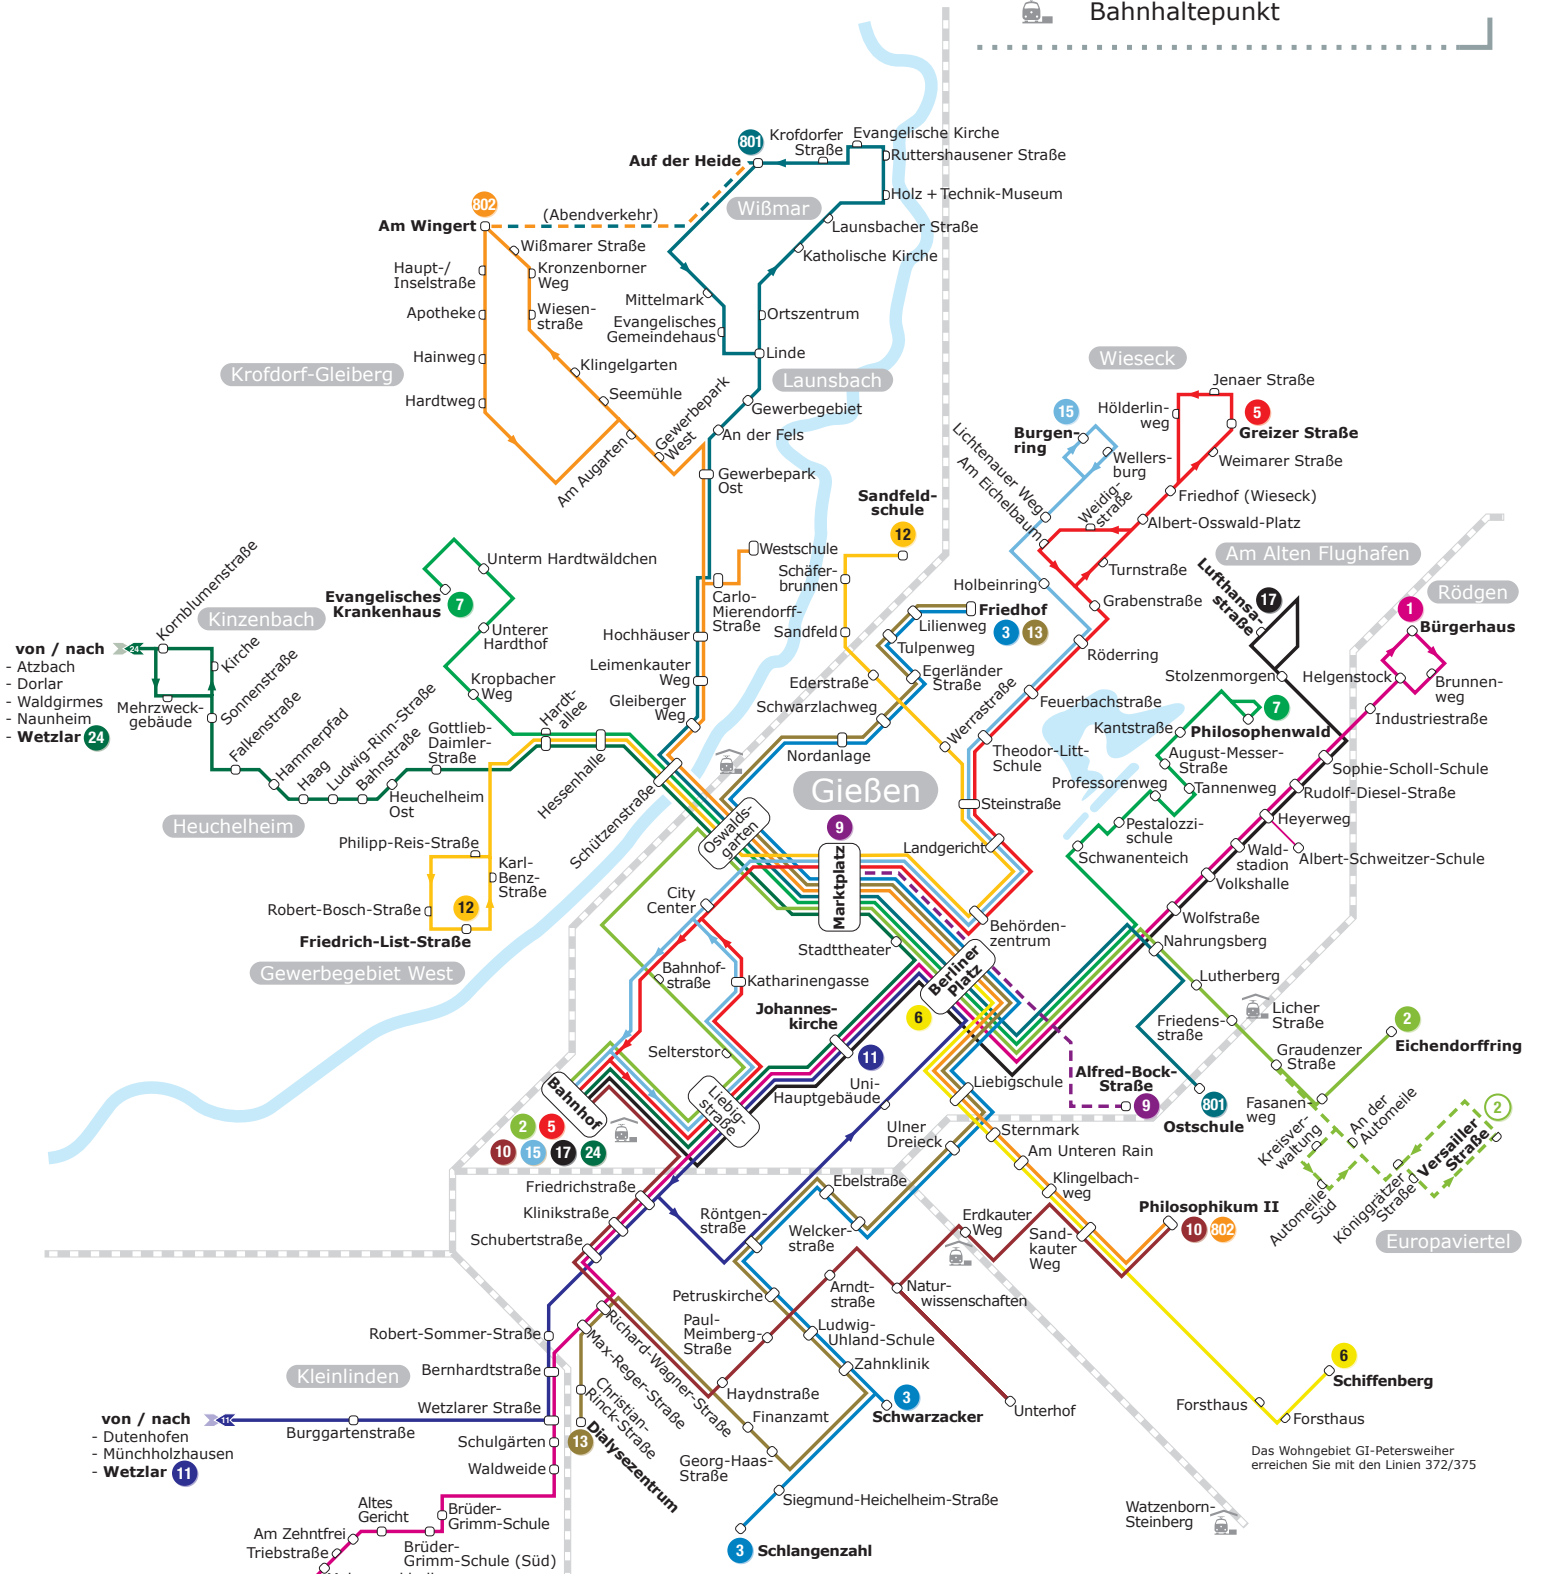 Bahnhaltepunkt
801
Krofdorfer
Straße
Evangelische Kirche
Ruttershausener Straße
Auf der Heide
Holz + Technik-Museum
802
(Abendverkehr)
Wißmar
Am Wingert
Launsbacher Straße
Wißmarer Straße
Katholische Kirche
Haupt-/
Inselstraße
Kronzenborner
Weg
Mittelmark
Apotheke
Wiesen-
straße
Evangelisches
Gemeindehaus
Ortszentrum
Hainweg
Klingelgarten
Linde
Krofdorf-Gleiberg
Launsbach
Wieseck
Hardtweg
Seemühle
Gewerbepark
West
Gewerbegebiet
An der Fels
Am Augarten
Gewerbepark
Ost
Jenaer Straße
Hölderlin-
weg
15
5
Burgen-
ring
Greizer Straße
Wellers-
burg
Weimarer Straße
Lichtenauer Weg
Am Eichelbaum
Weidig-
straße
Friedhof (Wieseck)
Albert-Osswald-Platz
Sandfeld-
schule
12
Westschule
Schäfer-
brunnen
Carlo-
Mierendorff-
Straße
Am Alten Flughafen
Turnstraße
Holbeinring
Grabenstraße
Lufthansa-
straße
17
1
Rödgen
Bürgerhaus
Unterm Hardtwäldchen
Evangelisches
Krankenhaus
7
Kornblumenstraße
Kinzenbach
Unterer
Hardthof
Hochhäuser
Sandfeld
Lilienweg
Friedhof
3
13
Tulpenweg
Röderring
von / nach
- Atzbach
- Dorlar
- Waldgirmes
- Naunheim
- Wetzlar
24
24
Kirche
Mehrzweck-
gebäude
Sonnenstraße
Falkenstraße
Hammerpfad
Haag
Ludwig-Rinn-Straße
Bahnstraße
Kropbacher
Weg
Leimenkauter
Weg
Gleiberger
Weg
Ederstraße
Egerländer
Straße
Schwarzlachweg
Werrastraße
Feuerbachstraße
Stolzenmorgen
Helgenstock
Brunnen-
weg
Industriestraße
Gottlieb-
Daimler-
Straße
Hardt-
allee
Hessenhalle
Nordanlage
Theodor-Litt-
Schule
Kantstraße
7
Philosophenwald
August-Messer-
Straße
Professorenweg
Tannenweg
Sophie-Scholl-Schule
Rudolf-Diesel-Straße
Heuchelheim
Ost
Heuchelheim
Schützenstraße
Gießen
Steinstraße
Pestalozzi-
schule
Schwanenteich
Heyerweg
Albert-Schweitzer-Schule
Wald-
stadion
Volkshalle
Philipp-Reis-Straße
Karl-
Benz-
Straße
Robert-Bosch-Straße
12
Friedrich-List-Straße
Gewerbegebiet West
Oswalds-
garten
9
Marktplatz
Landgericht
City
Center
Behörden-
zentrum
Wolfstraße
Nahrungsberg
Stadttheater
Berliner
Platz
6
Bahnhof-
straße
Katharinengasse
Lutherberg
Licher
Straße
Johannes-
kirche
11
Selterstor
Friedens-
straße
2
Eichendorffring
Graudenzer
Straße
Uni-
Hauptgebäude
Liebigschule
Alfred-Bock-
Straße
9
801
Ostschule
Bahnhof
2
5
10
15
17
24
Liebig-
straße
Ulner
Dreieck
Sternmark
Am Unteren Rain
Fasanen-
weg
Kreisver-
waltung
An der
Automeile
2
Versailler
Straße
Automeile
Süd
Königgrätzer
Straße
Europaviertel
Klingelbach-
weg
Friedrichstraße
Klinikstraße
Schubertstraße
Röntgen-
straße
Ebelstraße
Welcker-
straße
Erdkauter
Weg
Sand-
kauter
Weg
Philosophikum II
10
802
Petruskirche
Arndt-
straße
Natur-
wissenschaften
Paul-
Meimberg-
Straße
Ludwig-
Uhland-Schule
Robert-Sommer-Straße
Richard-Wagner-Straße
Max-Reger-Straße
Christian-
Rinck-Straße
Dialysezentrum
13
Zahnklinik
Kleinlinden
Bernhardtstraße
Haydnstraße
6
Schiffenberg
3
Schwarzacker
Unterhof
Forsthaus
Forsthaus
Wetzlarer Straße
von / nach
- Dutenhofen
- Münchholzhausen
- Wetzlar
11
11
Burggartenstraße
Finanzamt
Schulgärten
Waldweide
Georg-Haas-
Straße
Das Wohngebiet GI-Petersweiher
erreichen Sie mit den Linien 372/375
Siegmund-Heichelheim-Straße
Watzenborn-
Steinberg
Altes
Gericht
Brüder-
Grimm-Schule
Am Zehntfrei
Triebstraße
Brüder-
Grimm-Schule (Süd)
3
Schlangenzahl